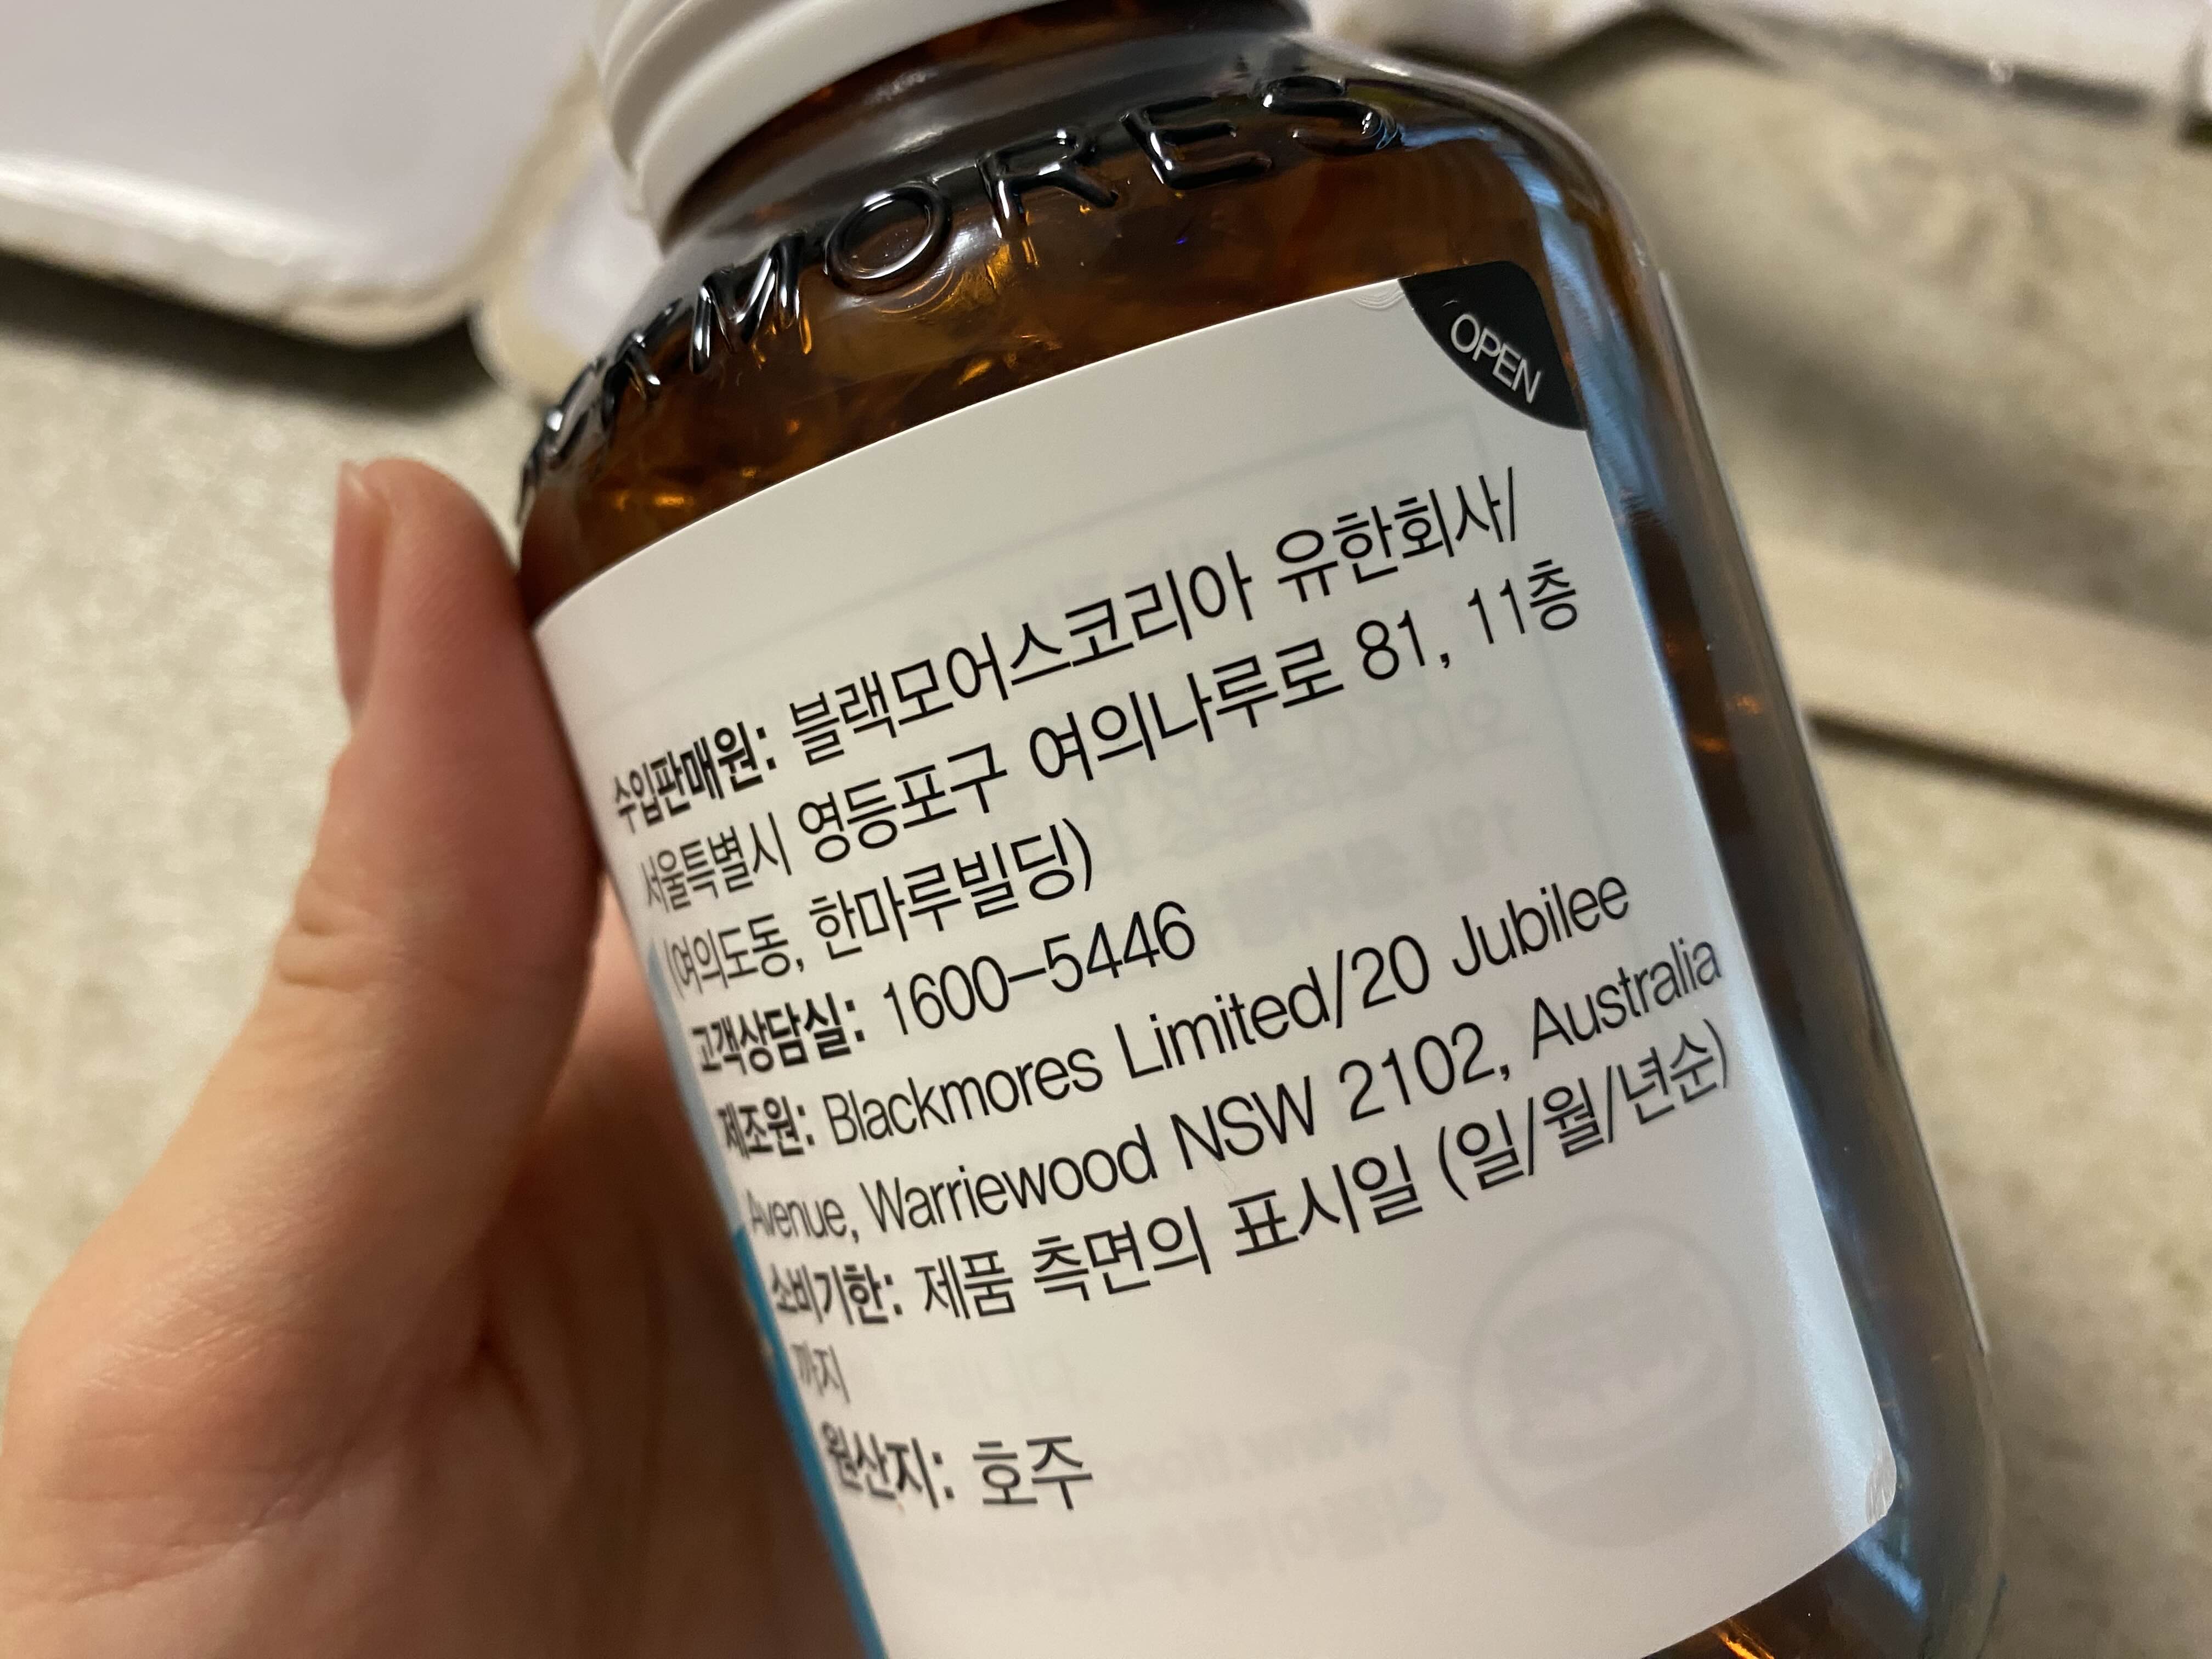 MORES
OPEN
수입판매원: 블랙모어스코리아 유한회사/
서울특별시 영등포구 여의나루로 81, 11층
(여의도동, 한마루빌딩)
고객상담실: 1600–5446
제조원: Blackmores Limited/20 Jubilee
Avenue, Warriewood NSW 2102, Australia
소비기한: 제품 측면의 표시일 (일/월/년순)
까지
원산지: 호주